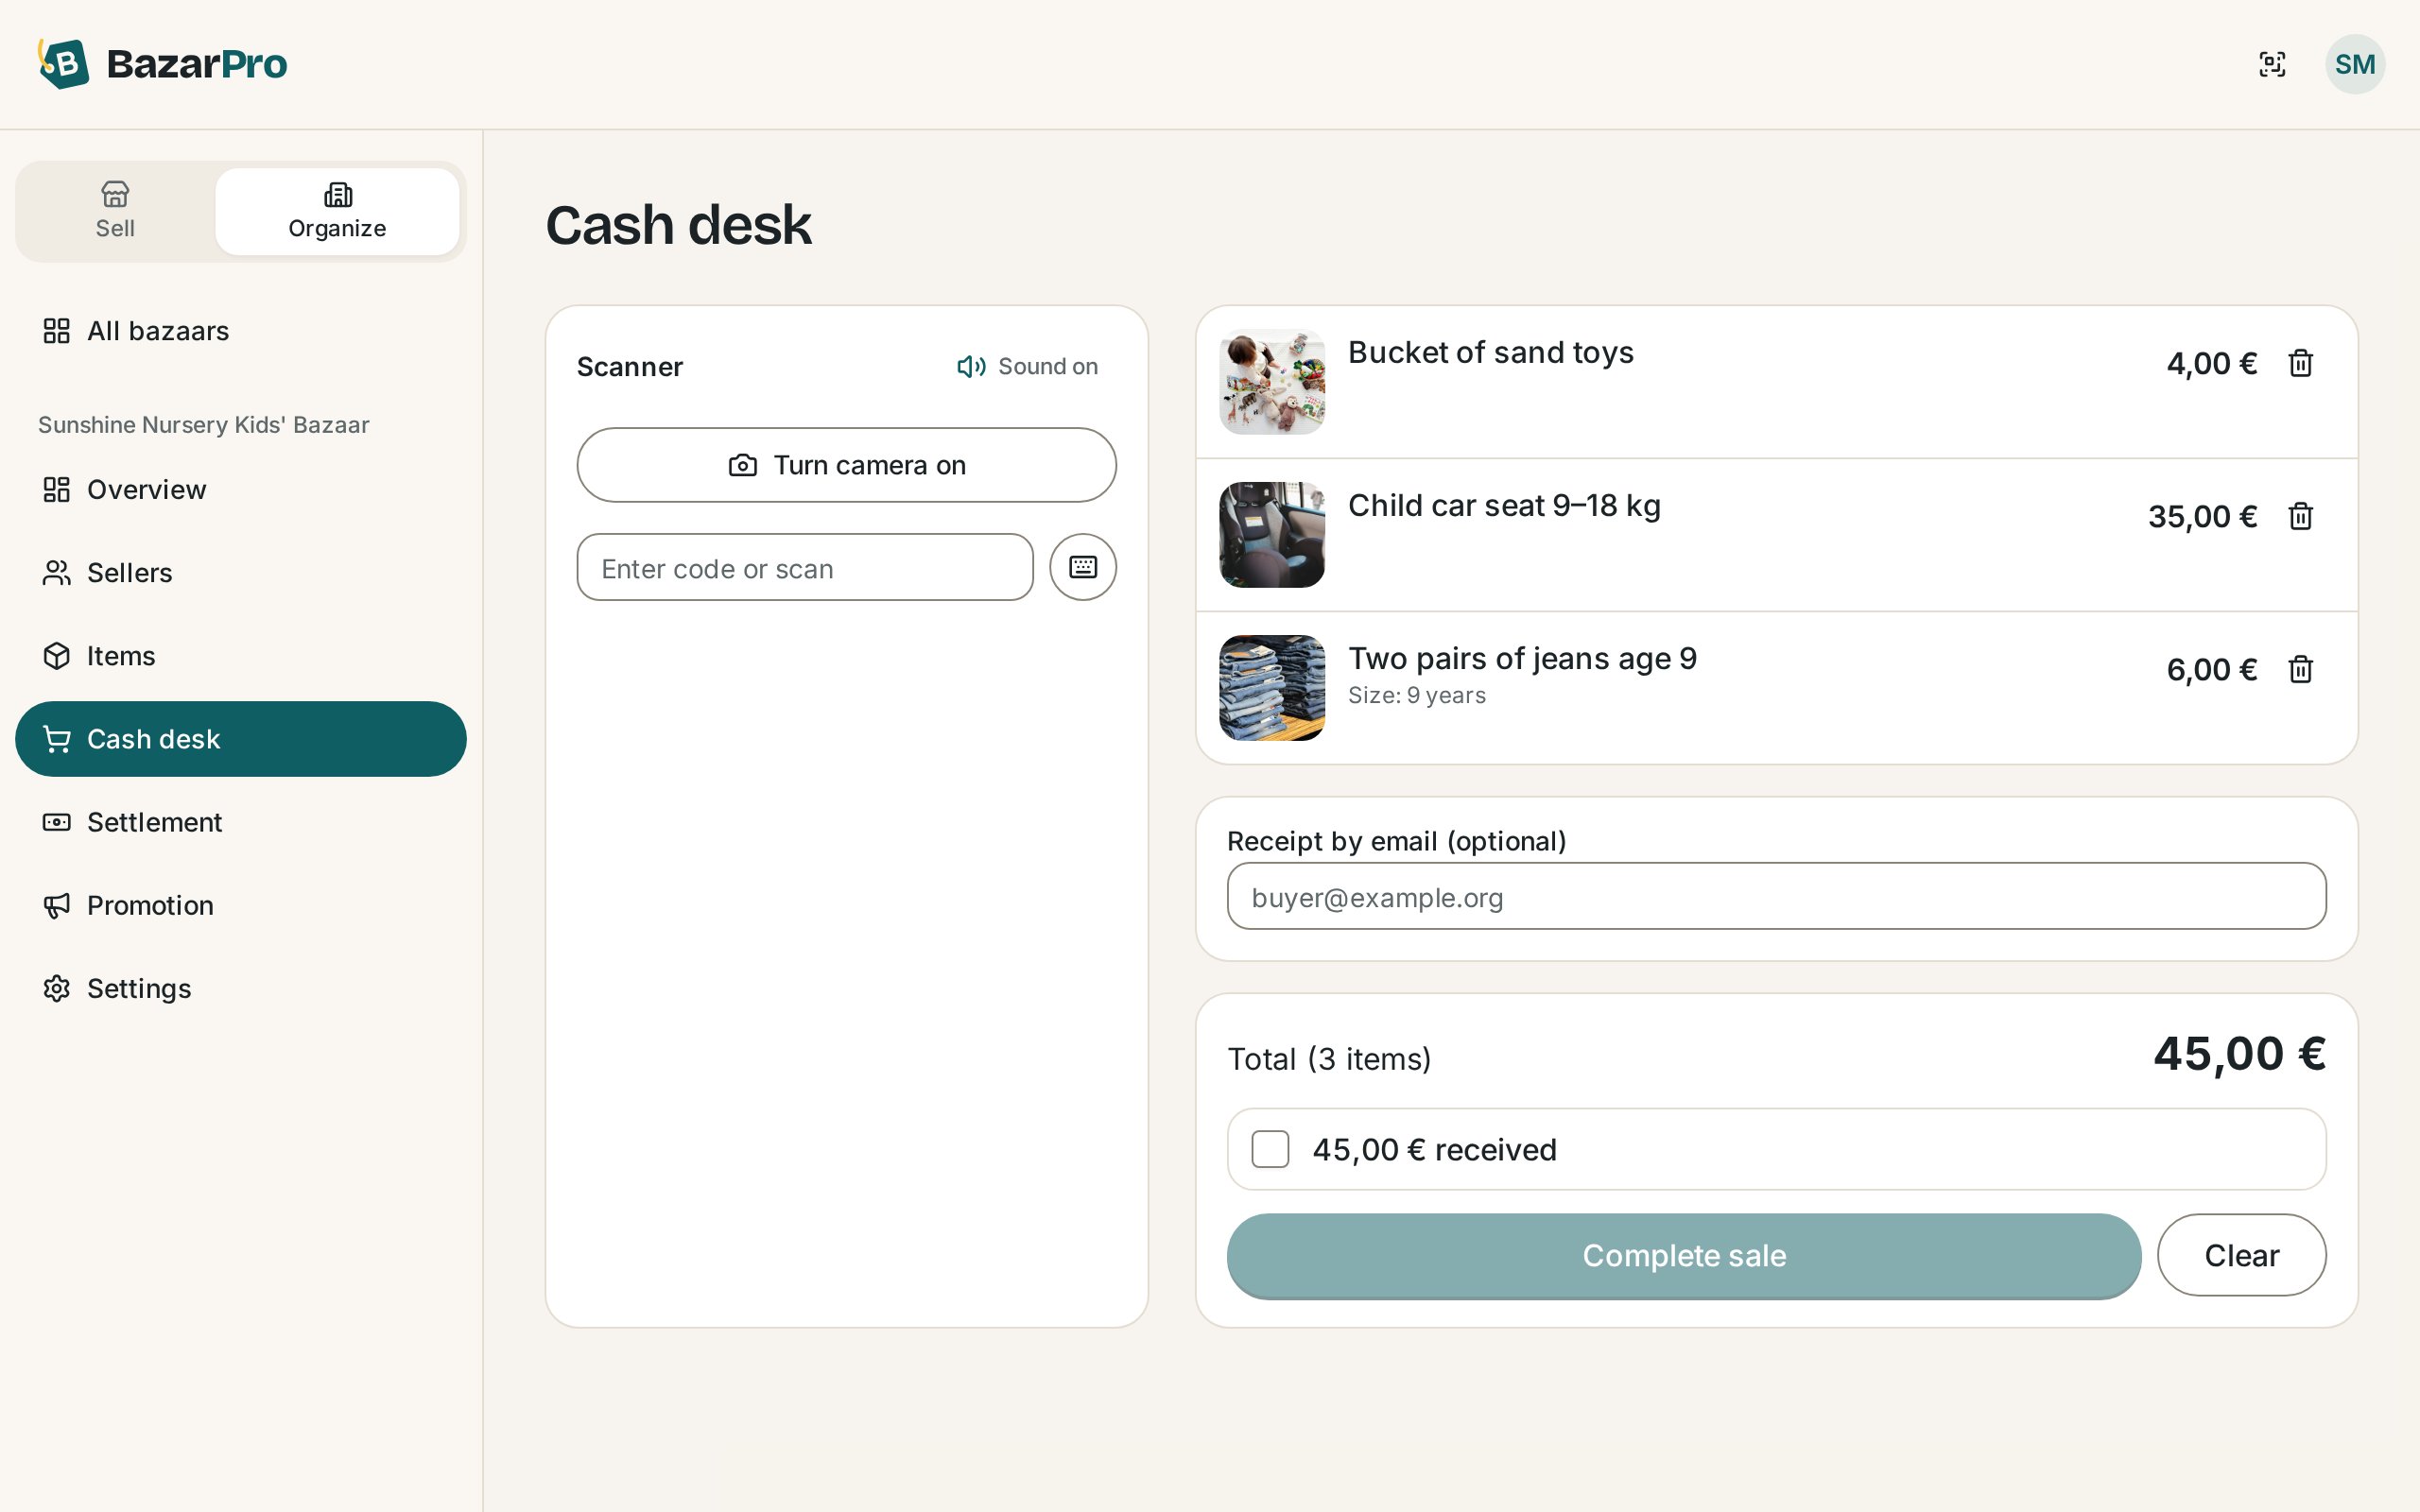 B BazarPro
SM
Sell
Organize
All bazaars
Sunshine Nursery Kids' Bazaar
Overview
Sellers
Items
Cash desk
Settlement
Promotion
Settings
Cash desk
Scanner
Sound on
Turn camera on
Enter code or scan
Bucket of sand toys
4,00 €
Child car seat 9–18 kg
35,00 €
Two pairs of jeans age 9
Size: 9 years
6,00 €
Receipt by email (optional)
buyer@example.org
Total (3 items)
45,00 €
45,00 € received
Complete sale
Clear